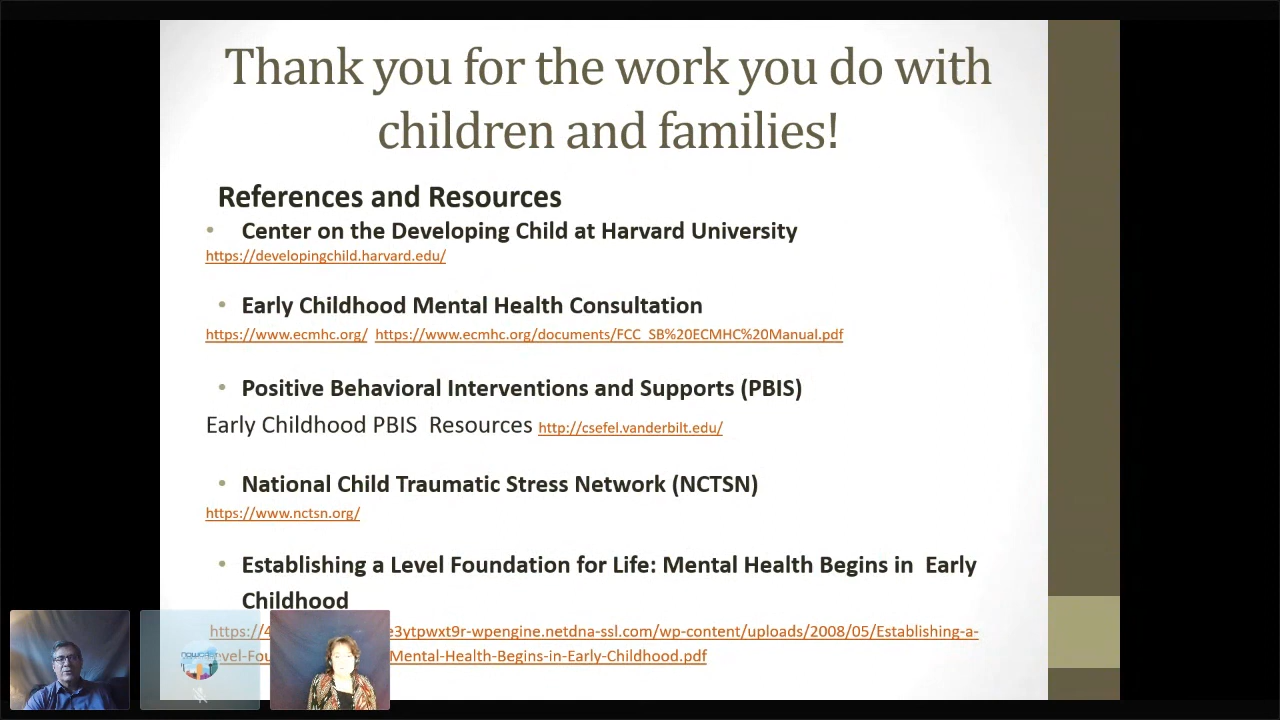 Thank you for the work you do with
children and families!
References and Resources
• Center on the Developing Child at Harvard University
https://developingchild.harvard.edu/
• Early Childhood Mental Health Consultation
https://www.ecmhc.org/ https://www.ecmhc.org/documents/FCC_SB%20ECMHC%20Manual.pdf
• Positive Behavioral Interventions and Supports (PBIS)
Early Childhood PBIS Resources http://csefel.vanderbilt.edu/
• National Child Traumatic Stress Network (NCTSN)
https://www.nctsn.org/
• Establishing a Level Foundation for Life: Mental Health Begins in Early
Childhood
https://4 e3ytpwxt9r-wpengine.netdna-ssl.com/wp-content/uploads/2008/05/Establishing-a-
vel-Fou Mental-Health-Begins-in-Early-Childhood.pdf